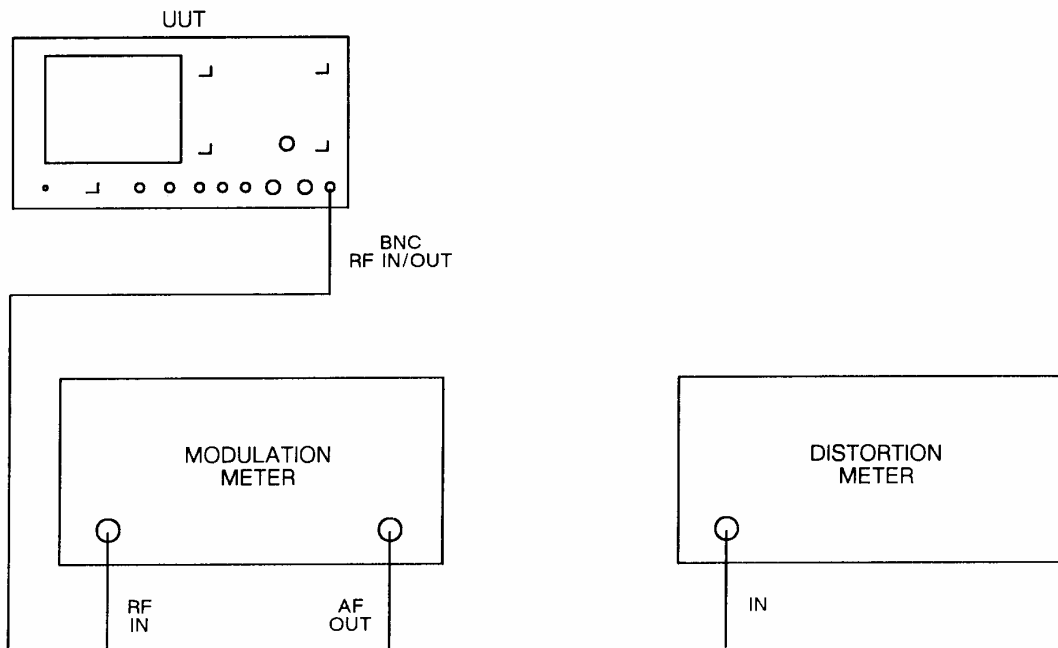 UUT
BNC
RF IN/OUT
MODULATION
METER
DISTORTION
METER
RF
IN
AF
OUT
IN